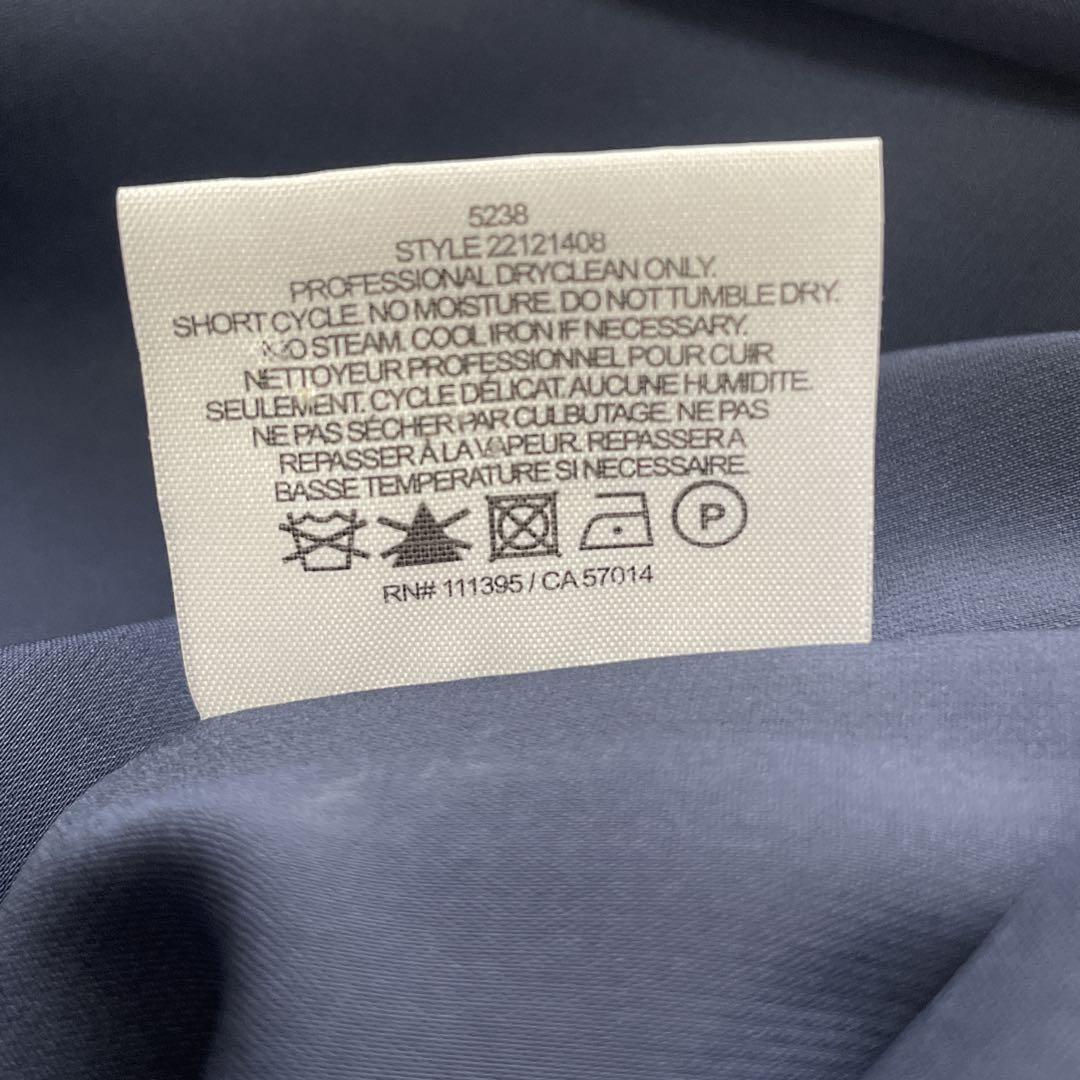 5238
STYLE 22121408
PROFESSIONAL DRYCLEAN ONLY.
SHORT CYCLE. NO MOISTURE. DO NOT TUMBLE DRY.
NO STEAM. COOL IRON IF NECESSARY.
NETTOYEUR PROFESSIONNEL POUR CUIR
SEULEMENT. CYCLE DÉLICAT. AUCUNE HUMIDITE.
NE PAS SÉCHER PAR CULBUTAGE. NE PAS
REPASSER À LA VAPEUR. REPASSER A
BASSE TEMPERATURE SI NECESSAIRE.
P
RN# 111395 / CA 57014